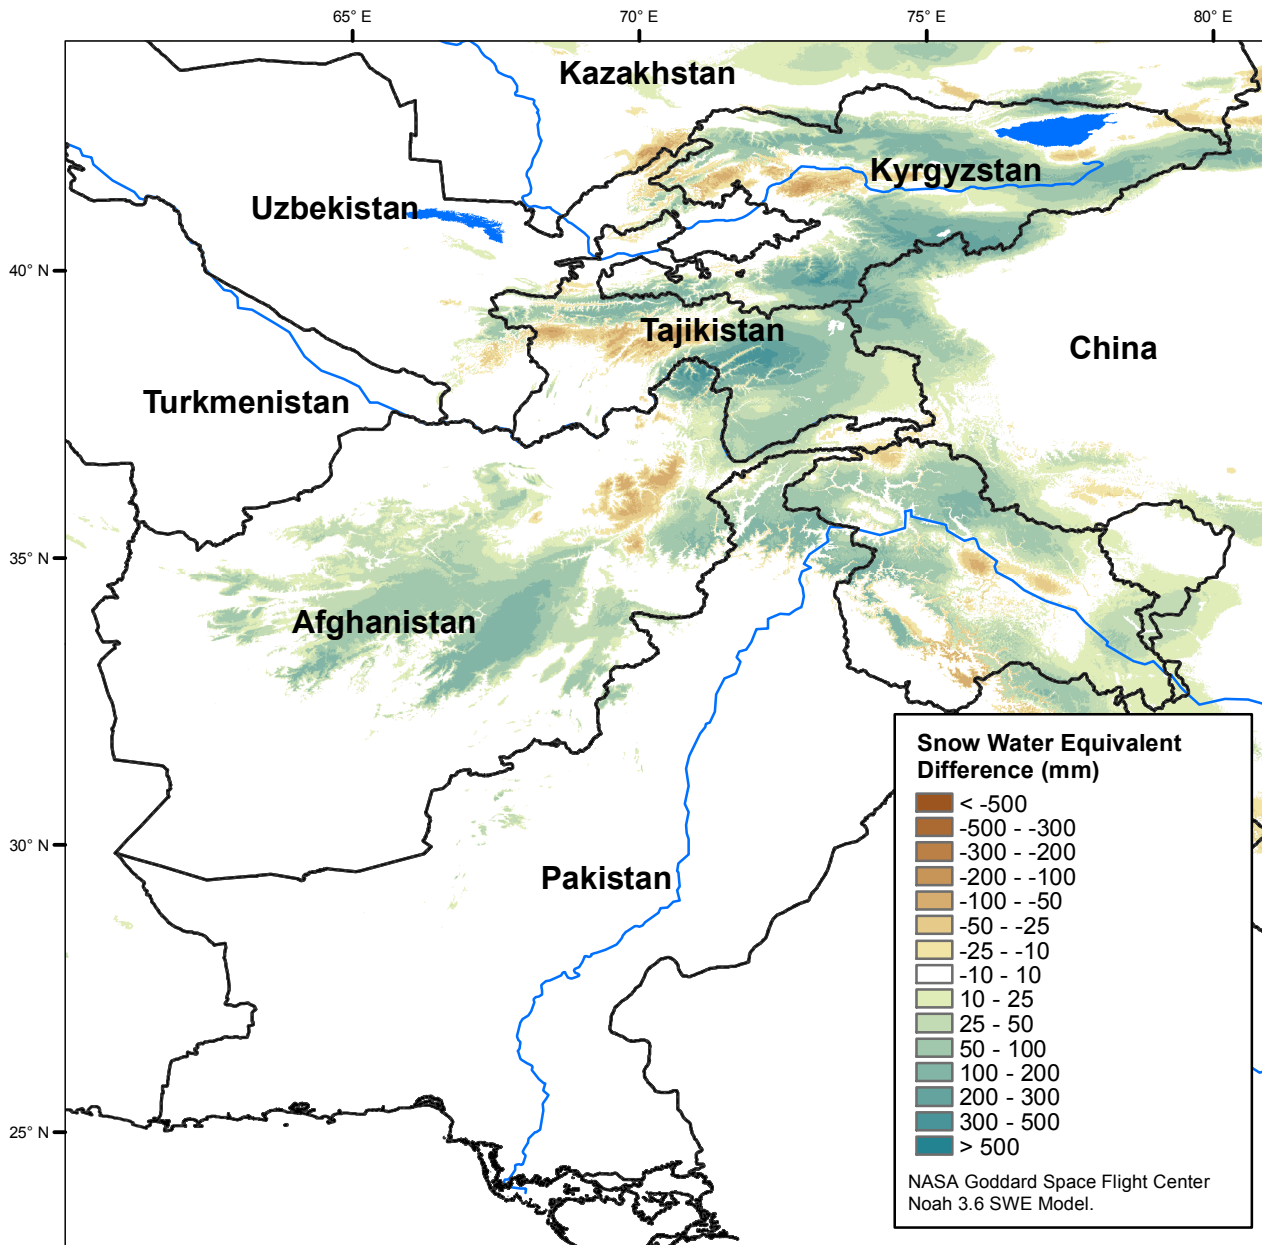 65° E
70° E
75° E
80° E
Kazakhstan
Kyrgyzstan
Uzbekistan
40° N
Tajikistan
China
Turkmenistan
35° N
Afghanistan
Snow Water Equivalent
Difference (mm)
< -500
-500 - -300
-300 - -200
-200 - -100
-100 - -50
-50 - -25
-25 - -10
-10 - 10
10 - 25
25 - 50
50 - 100
100 - 200
200 - 300
300 - 500
> 500
NASA Goddard Space Flight Center
Noah 3.6 SWE Model.
30° N
Pakistan
25° N